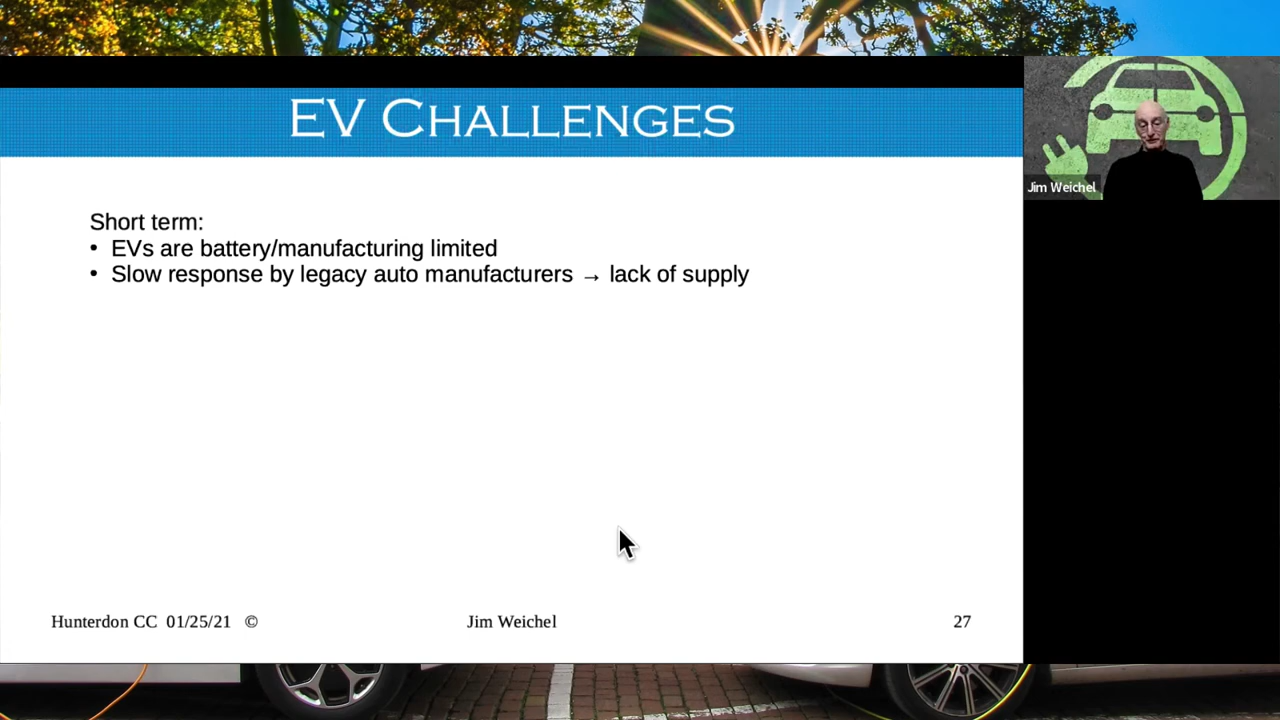 EV CHALLENGES
Jim Weichel
Short term:
• EVs are battery/manufacturing limited
• Slow response by legacy auto manufacturers → lack of supply
Hunterdon CC 01/25/21 © Jim Weichel 27